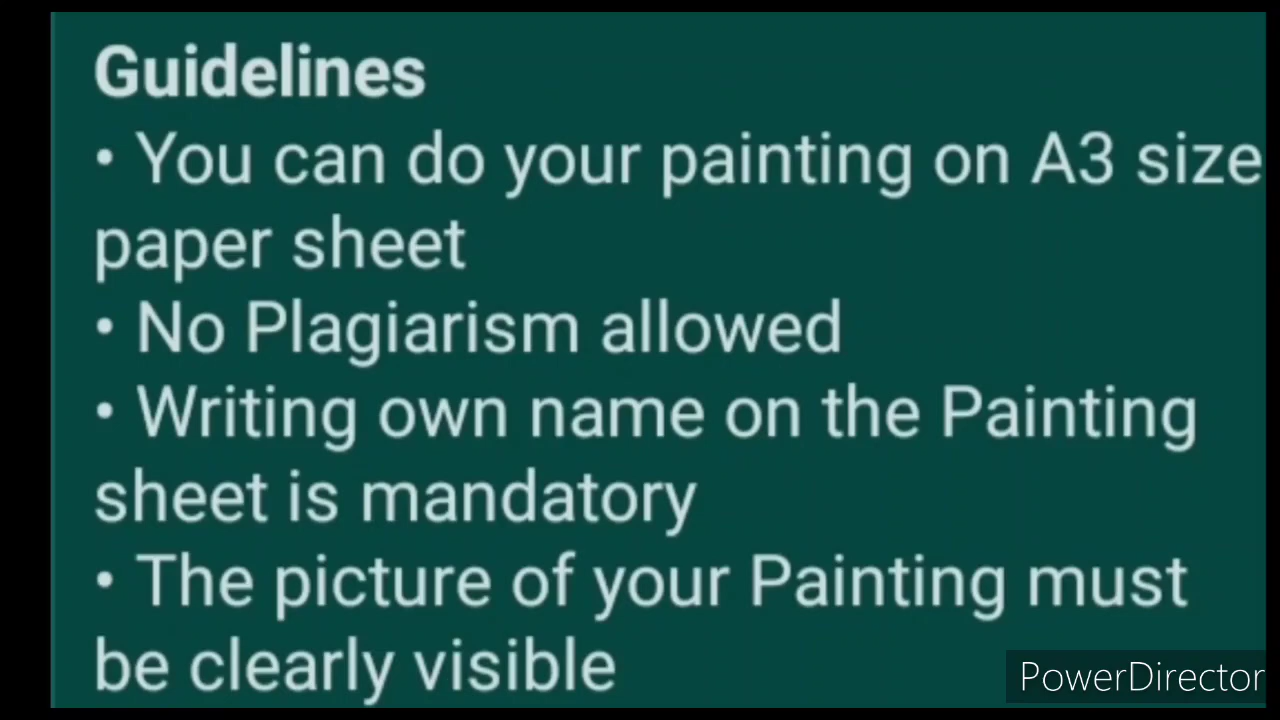 Guidelines
• You can do your painting on A3 size
paper sheet
• No Plagiarism allowed
• Writing own name on the Painting
sheet is mandatory
• The picture of your Painting must
be clearly visible
PowerDirector